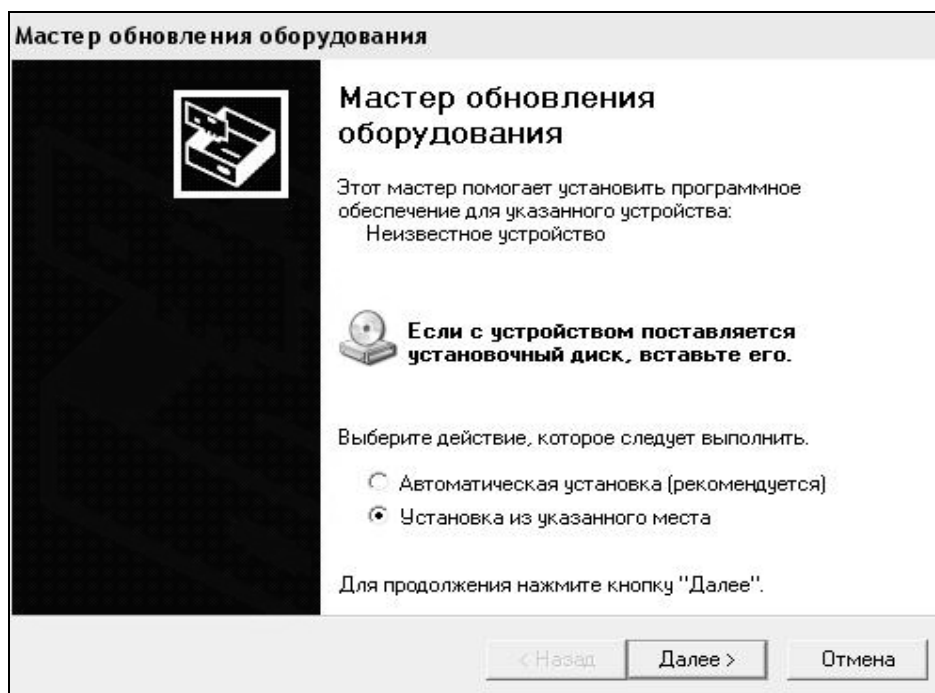 Мастер обновления оборудования
Мастер обновления
оборудования
Этот мастер помогает установить программное
обеспечение для указанного устройства:
Неизвестное устройство
Если с устройством поставляется
установочный диск, вставьте его.
Выберите действие, которое следует выполнить.
Автоматическая установка (рекомендуется)
Установка из указанного места
Для продолжения нажмите кнопку "Далее".
< Назад Далее > Отмена